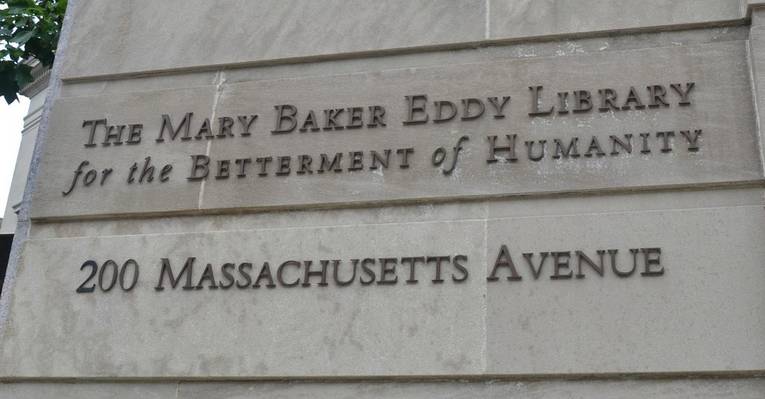 The Mary Baker Eddy Library
for the Betterment of Humanity
200 Massachusetts Avenue